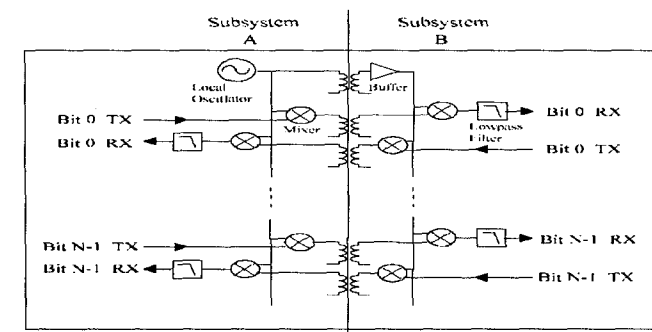 Subsystem
A
Subsystem
B
Local
Oscillator
Buffer
Bit 0 TX
Mixer
Bit 0 RX
Lowpass
Filter
Bit 0 RX
Bit 0 TX
Bit N-1 TX
Bit N-1 RX
Bit N-1 RX
Bit N-1 TX